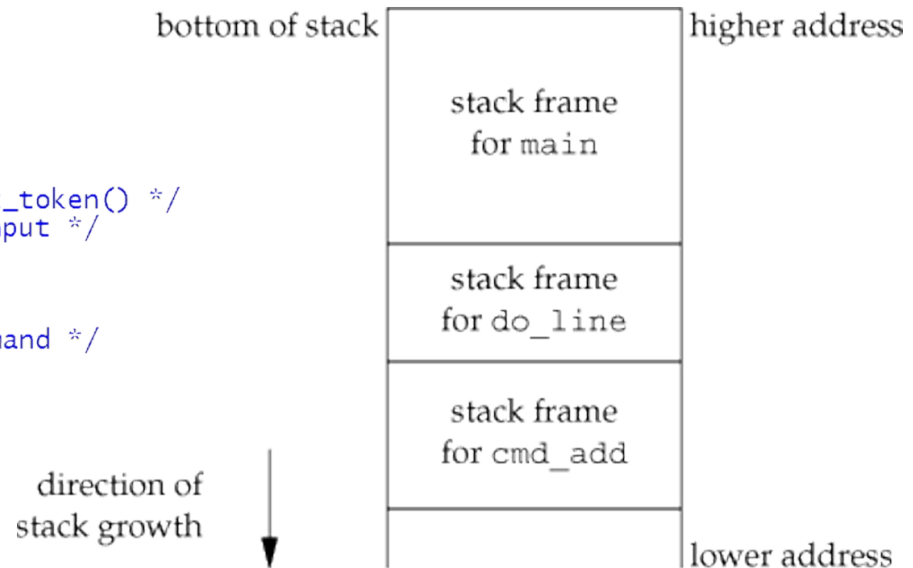 bottom of stack
higher address
stack frame
for main
_token() */
put */
stack frame
for do_line
and */
stack frame
for cmd_add
direction of
stack growth
lower address